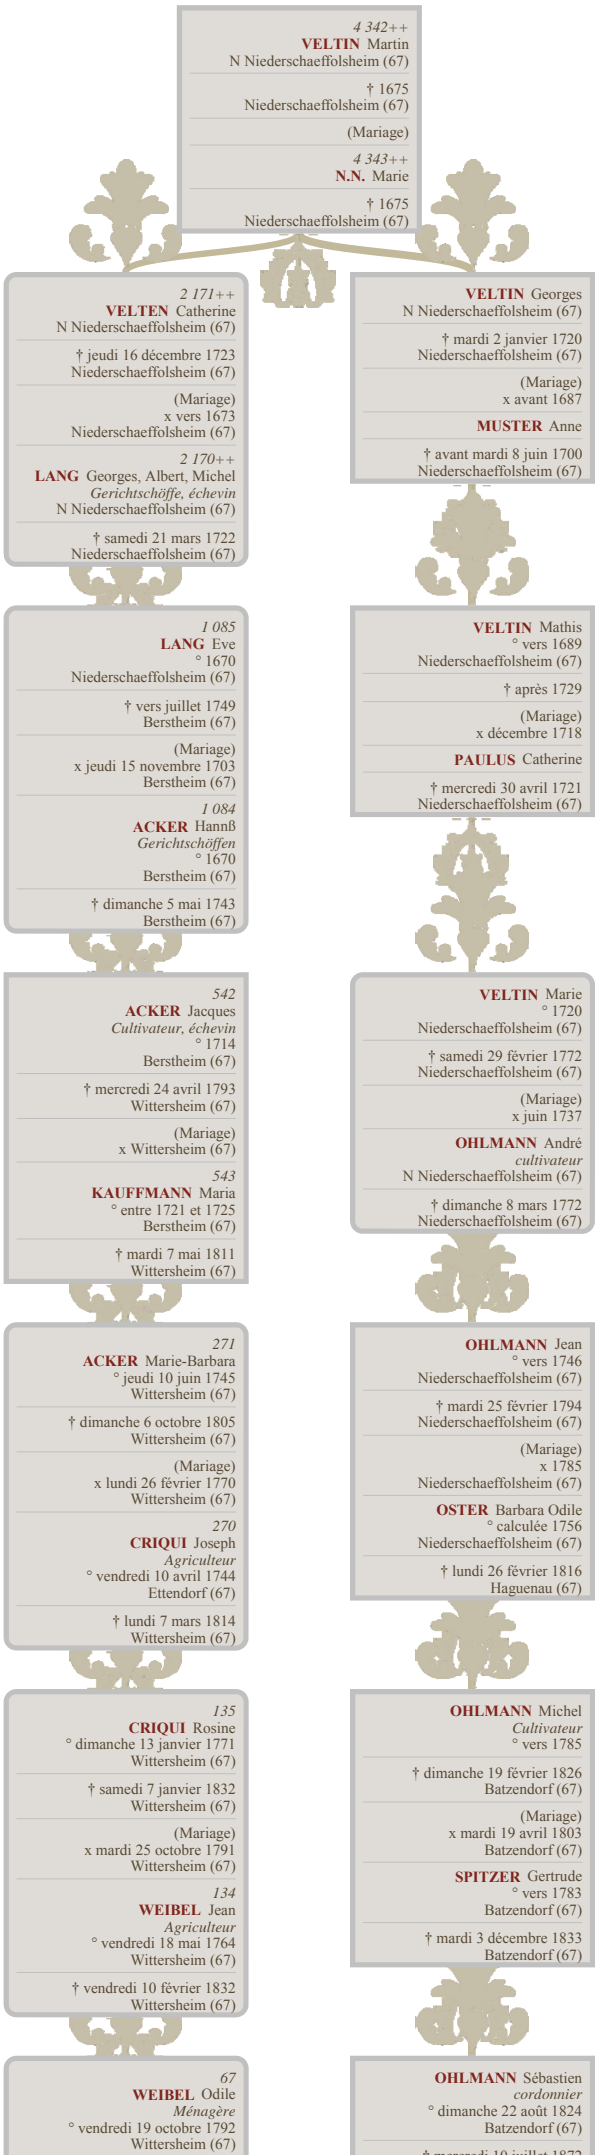 4 342++
VELTIN Martin
N Niederschaeffolsheim (67)
† 1675
Niederschaeffolsheim (67)
(Mariage)
4 343++
N.N. Marie
† 1675
Niederschaeffolsheim (67)
2 171++
VELTEN Catherine
N Niederschaeffolsheim (67)
† jeudi 16 décembre 1723
Niederschaeffolsheim (67)
(Mariage)
x vers 1673
Niederschaeffolsheim (67)
2 170++
LANG Georges, Albert, Michel
Gerichtschöffe, échevin
N Niederschaeffolsheim (67)
† samedi 21 mars 1722
Niederschaeffolsheim (67)
VELTIN Georges
N Niederschaeffolsheim (67)
† mardi 2 janvier 1720
Niederschaeffolsheim (67)
(Mariage)
x avant 1687
MUSTER Anne
† avant mardi 8 juin 1700
Niederschaeffolsheim (67)
1 085
LANG Eve
° 1670
Niederschaeffolsheim (67)
† vers juillet 1749
Berstheim (67)
(Mariage)
x jeudi 15 novembre 1703
Berstheim (67)
1 084
ACKER Hannß
Gerichtschöffen
° 1670
Berstheim (67)
† dimanche 5 mai 1743
Berstheim (67)
VELTIN Mathis
° vers 1689
Niederschaeffolsheim (67)
† après 1729
(Mariage)
x décembre 1718
PAULUS Catherine
† mercredi 30 avril 1721
Niederschaeffolsheim (67)
542
ACKER Jacques
Cultivateur, échevin
° 1714
Berstheim (67)
† mercredi 24 avril 1793
Wittersheim (67)
(Mariage)
x Wittersheim (67)
543
KAUFFMANN Maria
° entre 1721 et 1725
Berstheim (67)
† mardi 7 mai 1811
Wittersheim (67)
VELTIN Marie
° 1720
Niederschaeffolsheim (67)
† samedi 29 février 1772
Niederschaeffolsheim (67)
(Mariage)
x juin 1737
OHLMANN André
cultivateur
N Niederschaeffolsheim (67)
† dimanche 8 mars 1772
Niederschaeffolsheim (67)
271
ACKER Marie-Barbara
° jeudi 10 juin 1745
Wittersheim (67)
† dimanche 6 octobre 1805
Wittersheim (67)
(Mariage)
x lundi 26 février 1770
Wittersheim (67)
270
CRIQUI Joseph
Agriculteur
° vendredi 10 avril 1744
Ettendorf (67)
† lundi 7 mars 1814
Wittersheim (67)
OHLMANN Jean
° vers 1746
Niederschaeffolsheim (67)
† mardi 25 février 1794
Niederschaeffolsheim (67)
(Mariage)
x 1785
Niederschaeffolsheim (67)
OSTER Barbara Odile
° calculée 1756
Niederschaeffolsheim (67)
† lundi 26 février 1816
Haguenau (67)
135
CRIQUI Rosine
° dimanche 13 janvier 1771
Wittersheim (67)
† samedi 7 janvier 1832
Wittersheim (67)
(Mariage)
x mardi 25 octobre 1791
Wittersheim (67)
134
WEIBEL Jean
Agriculteur
° vendredi 18 mai 1764
Wittersheim (67)
† vendredi 10 février 1832
Wittersheim (67)
OHLMANN Michel
Cultivateur
° vers 1785
† dimanche 19 février 1826
Batzendorf (67)
(Mariage)
x mardi 19 avril 1803
Batzendorf (67)
SPITZER Gertrude
° vers 1783
Batzendorf (67)
† mardi 3 décembre 1833
Batzendorf (67)
67
WEIBEL Odile
Ménagère
° vendredi 19 octobre 1792
Wittersheim (67)
OHLMANN Sébastien
cordonnier
° dimanche 22 août 1824
Batzendorf (67)
† mercredi 10 juillet 1872